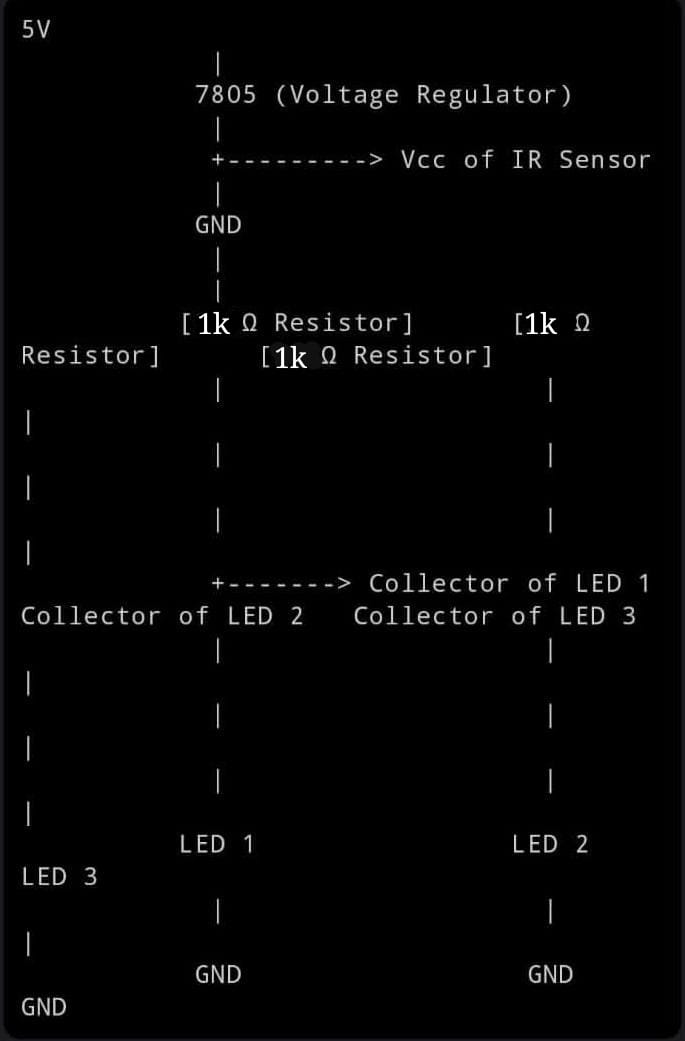 5V
|
7805 (Voltage Regulator)
|
+---------> Vcc of IR Sensor
|
GND
|
|
[1k Ω Resistor] [1k Ω
Resistor] [1k Ω Resistor]
| |
|
| |
|
| |
|
+-------> Collector of LED 1
Collector of LED 2 Collector of LED 3
| |
|
| |
|
| |
|
LED 1 LED 2
LED 3
| |
|
GND GND
GND